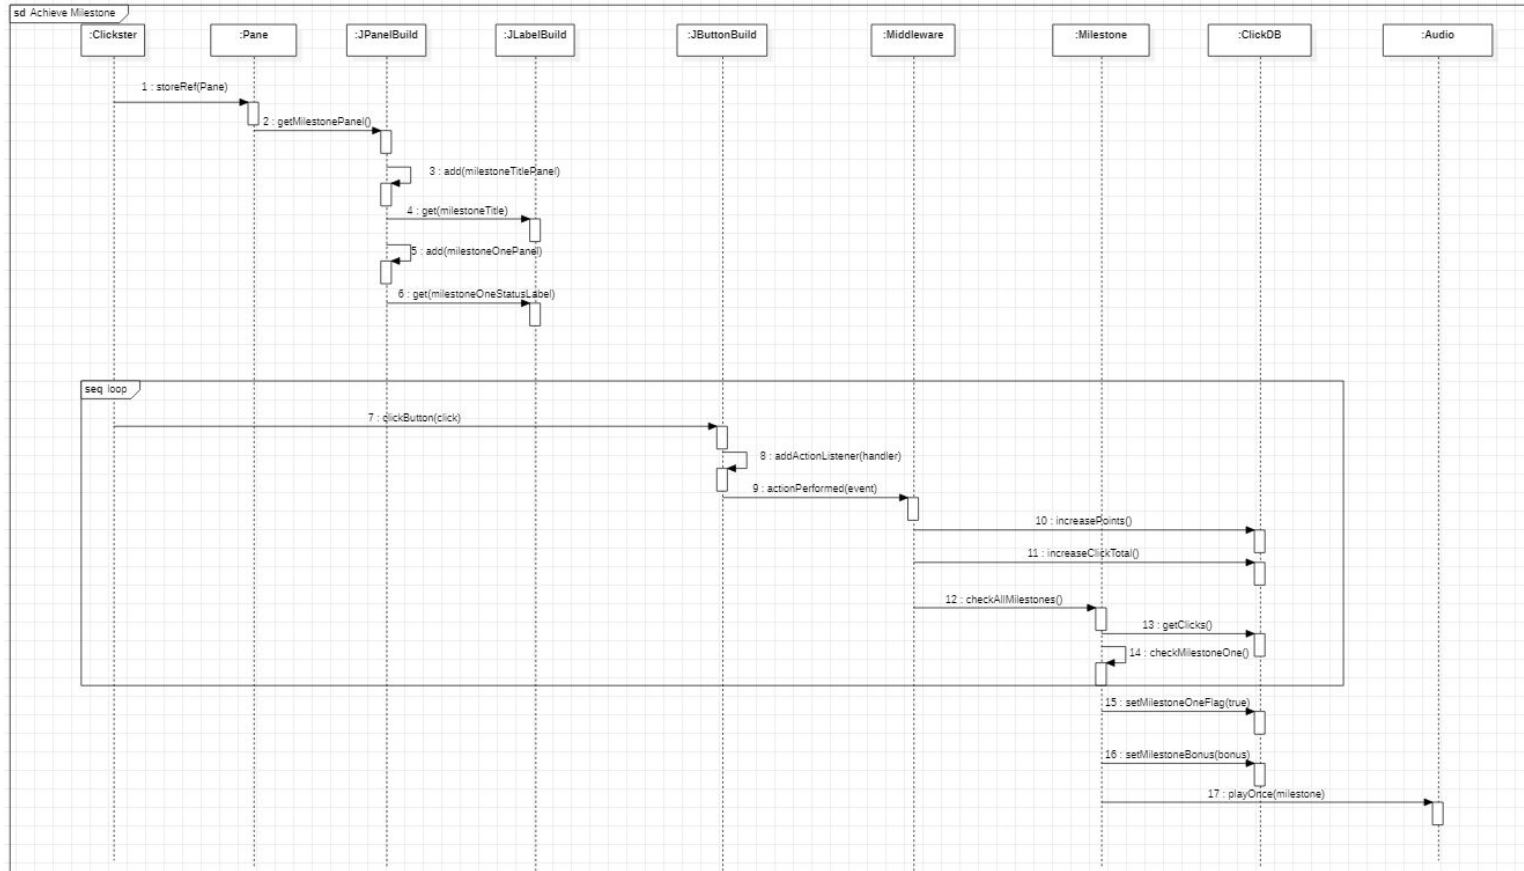 sd Achieve Milestone
:Clickster
:Pane
:JPanelBuild
:JLabelBuild
:JButtonBuild
:Middleware
:Milestone
:ClickDB
:Audio
1 : storeRef(Pane)
2 : getMilestonePanel()
3 : add(milestoneTitlePanel)
4 : get(milestoneTitle)
5 : add(milestoneOnePanel)
6 : get(milestoneOneStatusLabel)
seq loop
7 : clickButton(click)
8 : addActionListener(handler)
9 : actionPerformed(event)
10 : increasePoints()
11 : increaseClickTotal()
12 : checkAllMilestones()
13 : getClicks()
14 : checkMilestoneOne()
15 : setMilestoneOneFlag(true)
16 : setMilestoneBonus(bonus)
17 : playOnce(milestone)